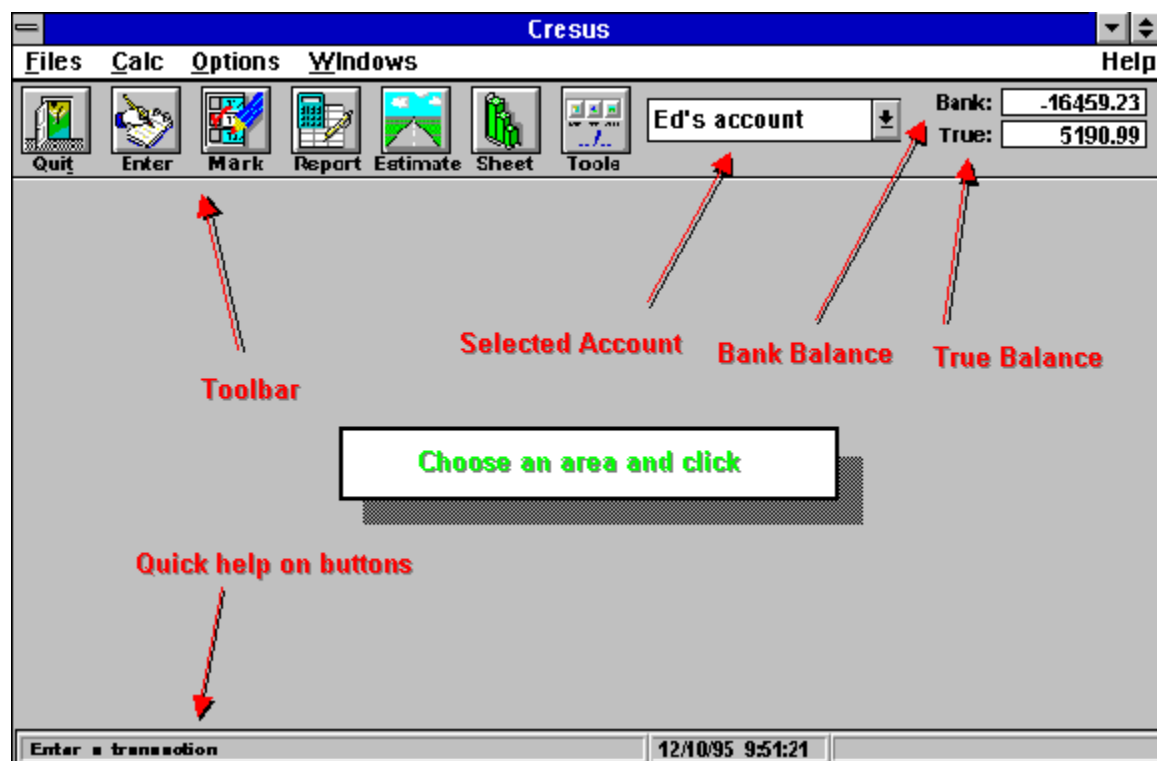 Cresus
Files Calc Options Windows Help
Quit Enter Mark Report Estimate Sheet Tools
Ed's account
Bank: -16459.23
True: 5190.99
Selected Account
Bank Balance
True Balance
Toolbar
Choose an area and click
Quick help on buttons
Enter a transaction
12/10/95 9:51:21